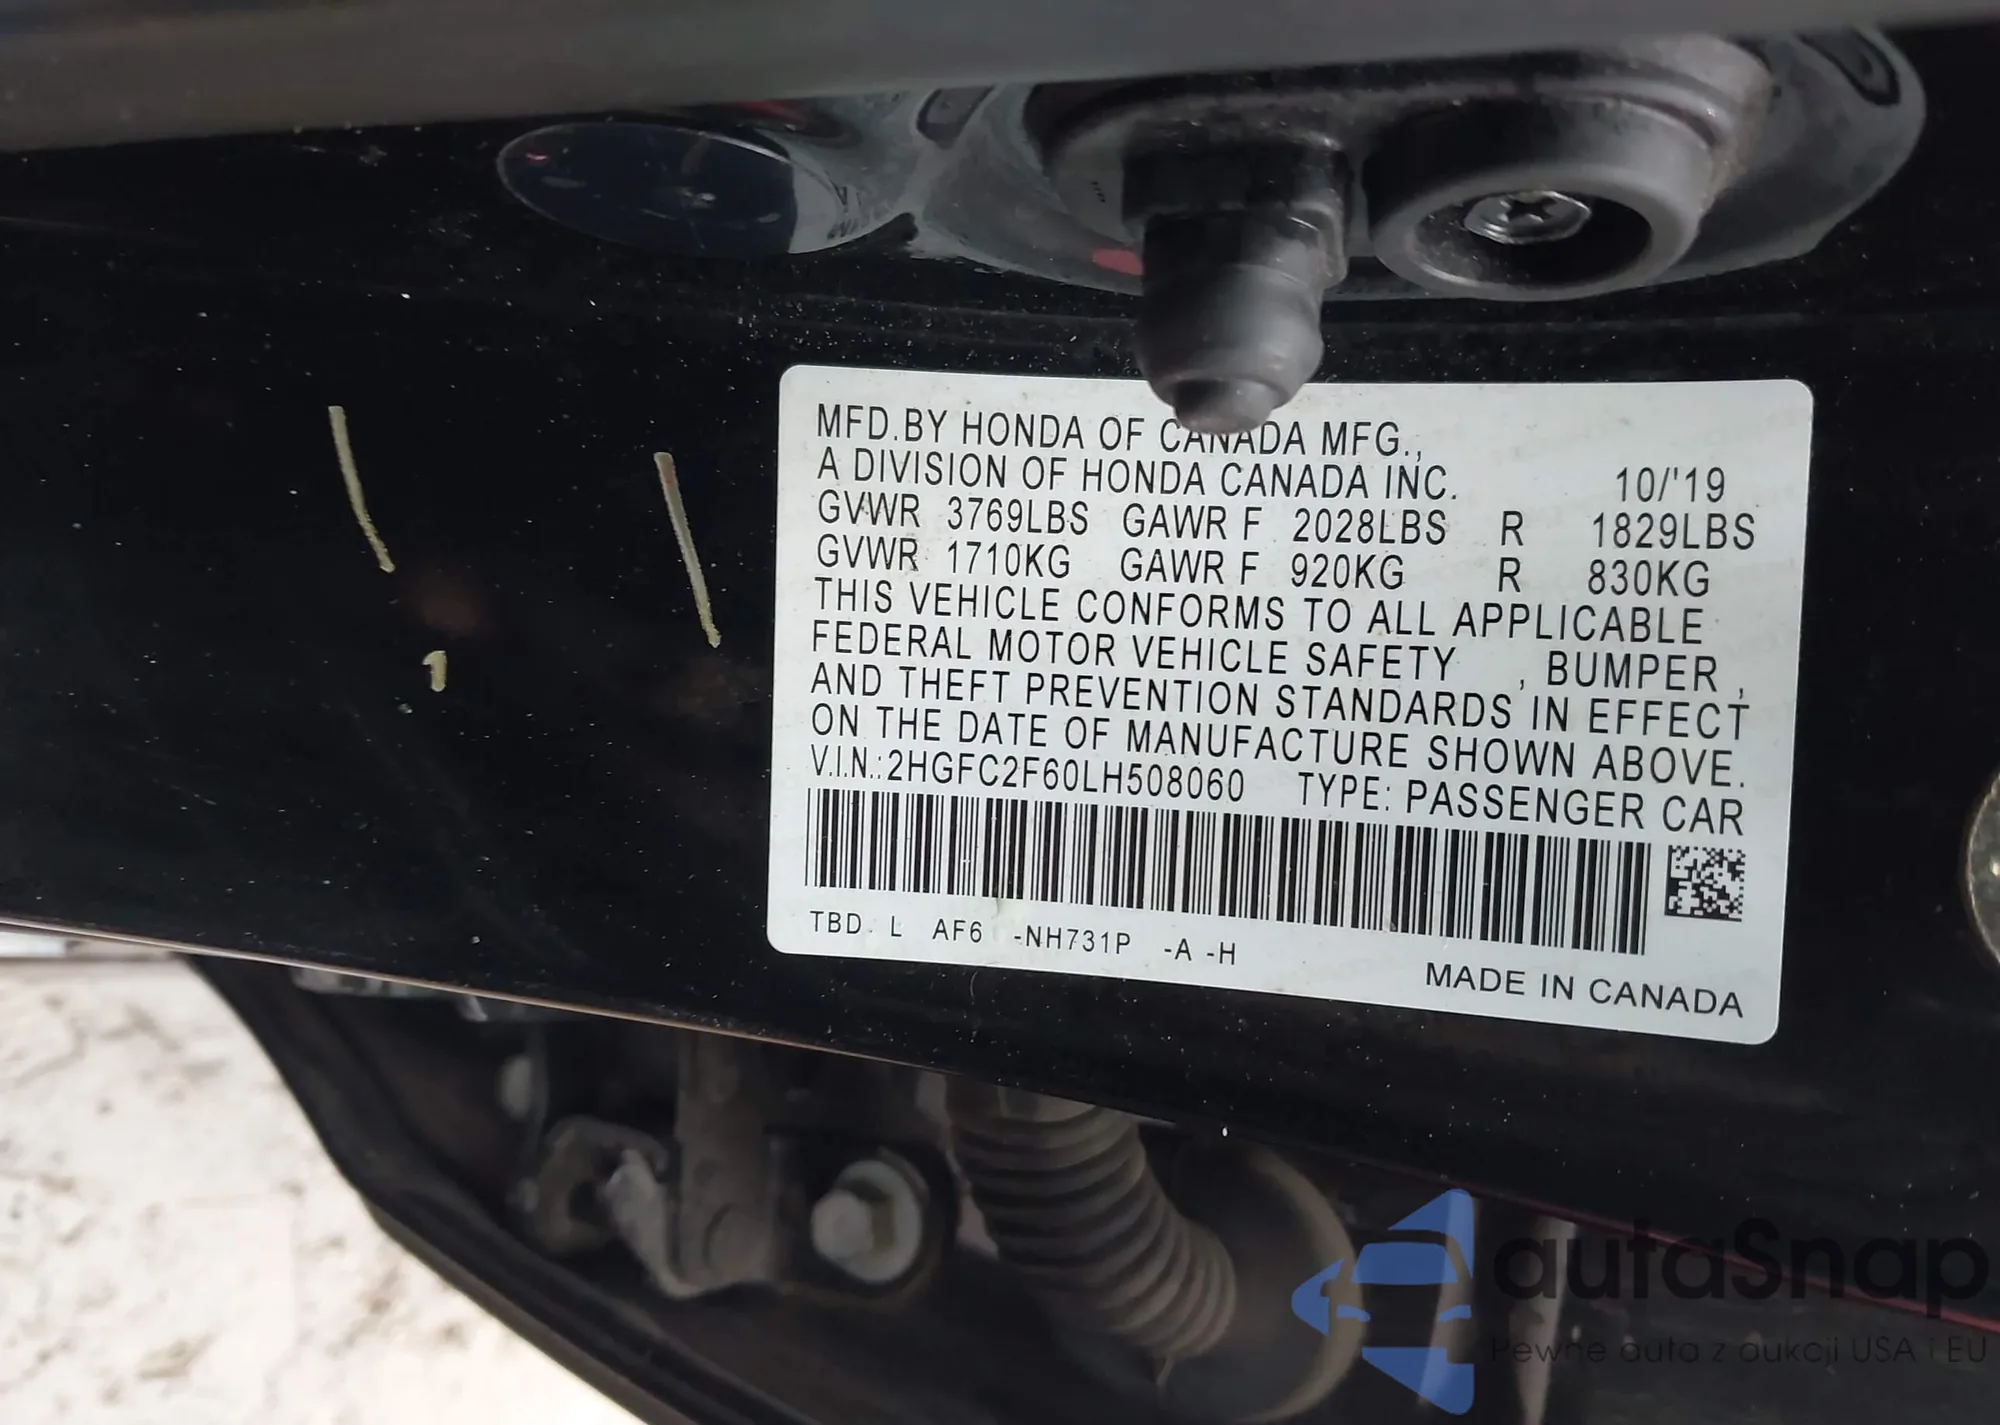 MFD.BY HONDA OF CANADA MFG.,
A DIVISION OF HONDA CANADA INC. 10/'19
GVWR 3769LBS GAWR F 2028LBS R 1829LBS
GVWR 1710KG GAWR F 920KG R 830KG
THIS VEHICLE CONFORMS TO ALL APPLICABLE
FEDERAL MOTOR VEHICLE SAFETY , BUMPER ,
AND THEFT PREVENTION STANDARDS IN EFFECT
ON THE DATE OF MANUFACTURE SHOWN ABOVE.
V.I.N.:2HGFC2F60LH508060 TYPE: PASSENGER CAR
TBD. L AF6 -NH731P -A -H
MADE IN CANADA
autaSnap
Pewne auta z aukcji USA i EU